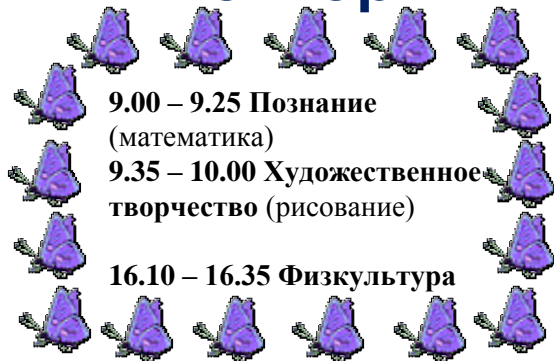 9.00 – 9.25 Познание
(математика)
9.35 – 10.00 Художественное
творчество (рисование)
16.10 – 16.35 Физкультура